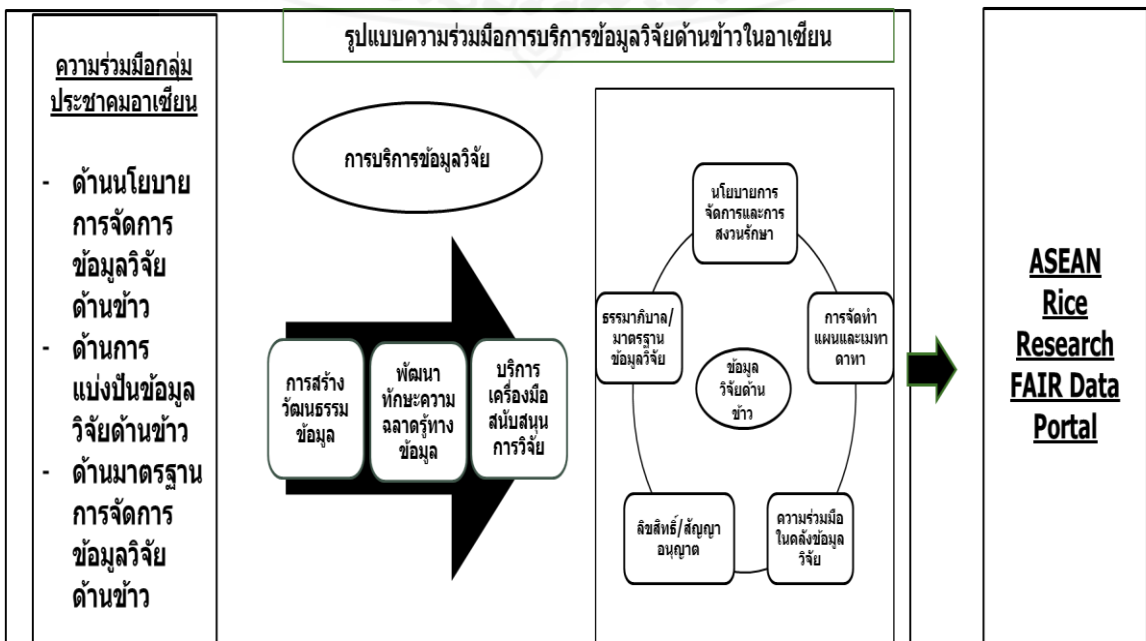 รูปแบบความร่วมมือการบริการข้อมูลวิจัยด้านข้าวในอาเซียน
ความร่วมมือกลุ่ม
ประชาคมอาเซียน
- ด้านนโยบาย
การจัดการ
ข้อมูลวิจัย
ด้านข้าว
- ด้านการ
แบ่งปันข้อมูล
วิจัยด้านข้าว
- ด้านมาตรฐาน
การจัดการ
ข้อมูลวิจัย
ด้านข้าว
การบริการข้อมูลวิจัย
การสร้าง
วัฒนธรรม
ข้อมูล
พัฒนา
ทักษะความ
ฉลาดรู้ทาง
ข้อมูล
บริการ
เครื่องมือ
สนับสนุน
การวิจัย
นโยบายการ
จัดการและการ
สงวนรักษา
ธรรมาภิบาล/
มาตรฐาน
ข้อมูลวิจัย
การจัดทำ
แผนและเมทา
ดาทา
ข้อมูล
วิจัยด้าน
ข้าว
ลิขสิทธิ์/สัญญา
อนุญาต
ความร่วมมือ
ในคลังข้อมูล
วิจัย
ASEAN
Rice
Research
FAIR Data
Portal